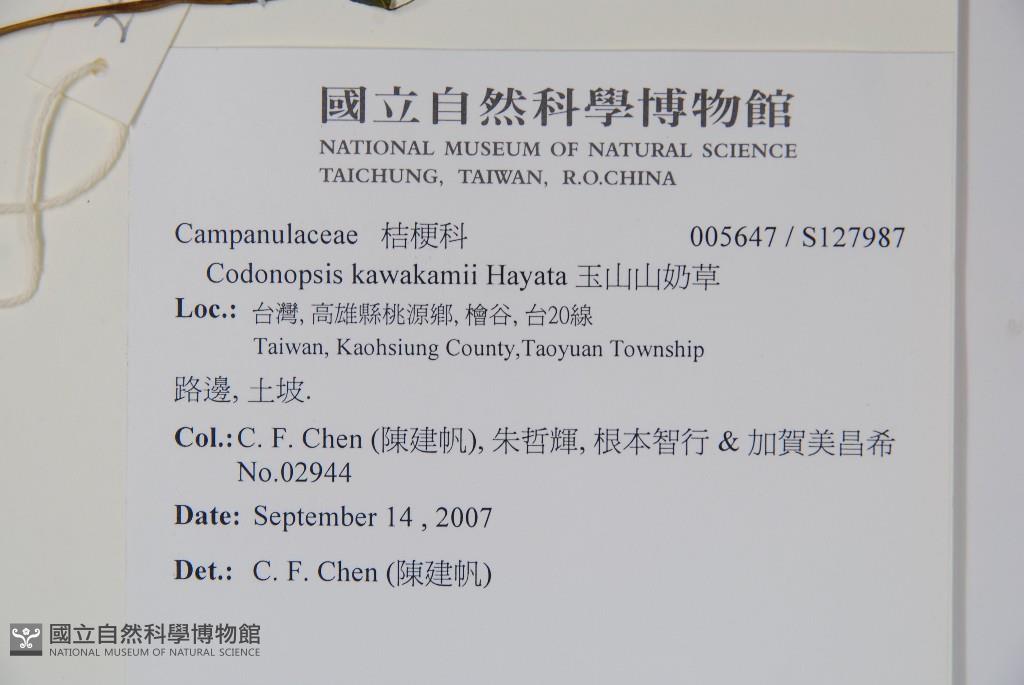 國立自然科學博物館
NATIONAL MUSEUM OF NATURAL SCIENCE
TAICHUNG, TAIWAN, R.O.CHINA
Campanulaceae 桔梗科 005647 / S127987
Codonopsis kawakamii Hayata 玉山山奶草
Loc.: 台灣, 高雄縣桃源鄉, 檜谷, 台20線
Taiwan, Kaohsiung County,Taoyuan Township
路邊, 土坡.
Col.: C. F. Chen (陳建帆), 朱哲輝, 根本智行 & 加賀美昌希
No.02944
Date: September 14 , 2007
Det.: C. F. Chen (陳建帆)
國立自然科學博物館
NATIONAL MUSEUM OF NATURAL SCIENCE